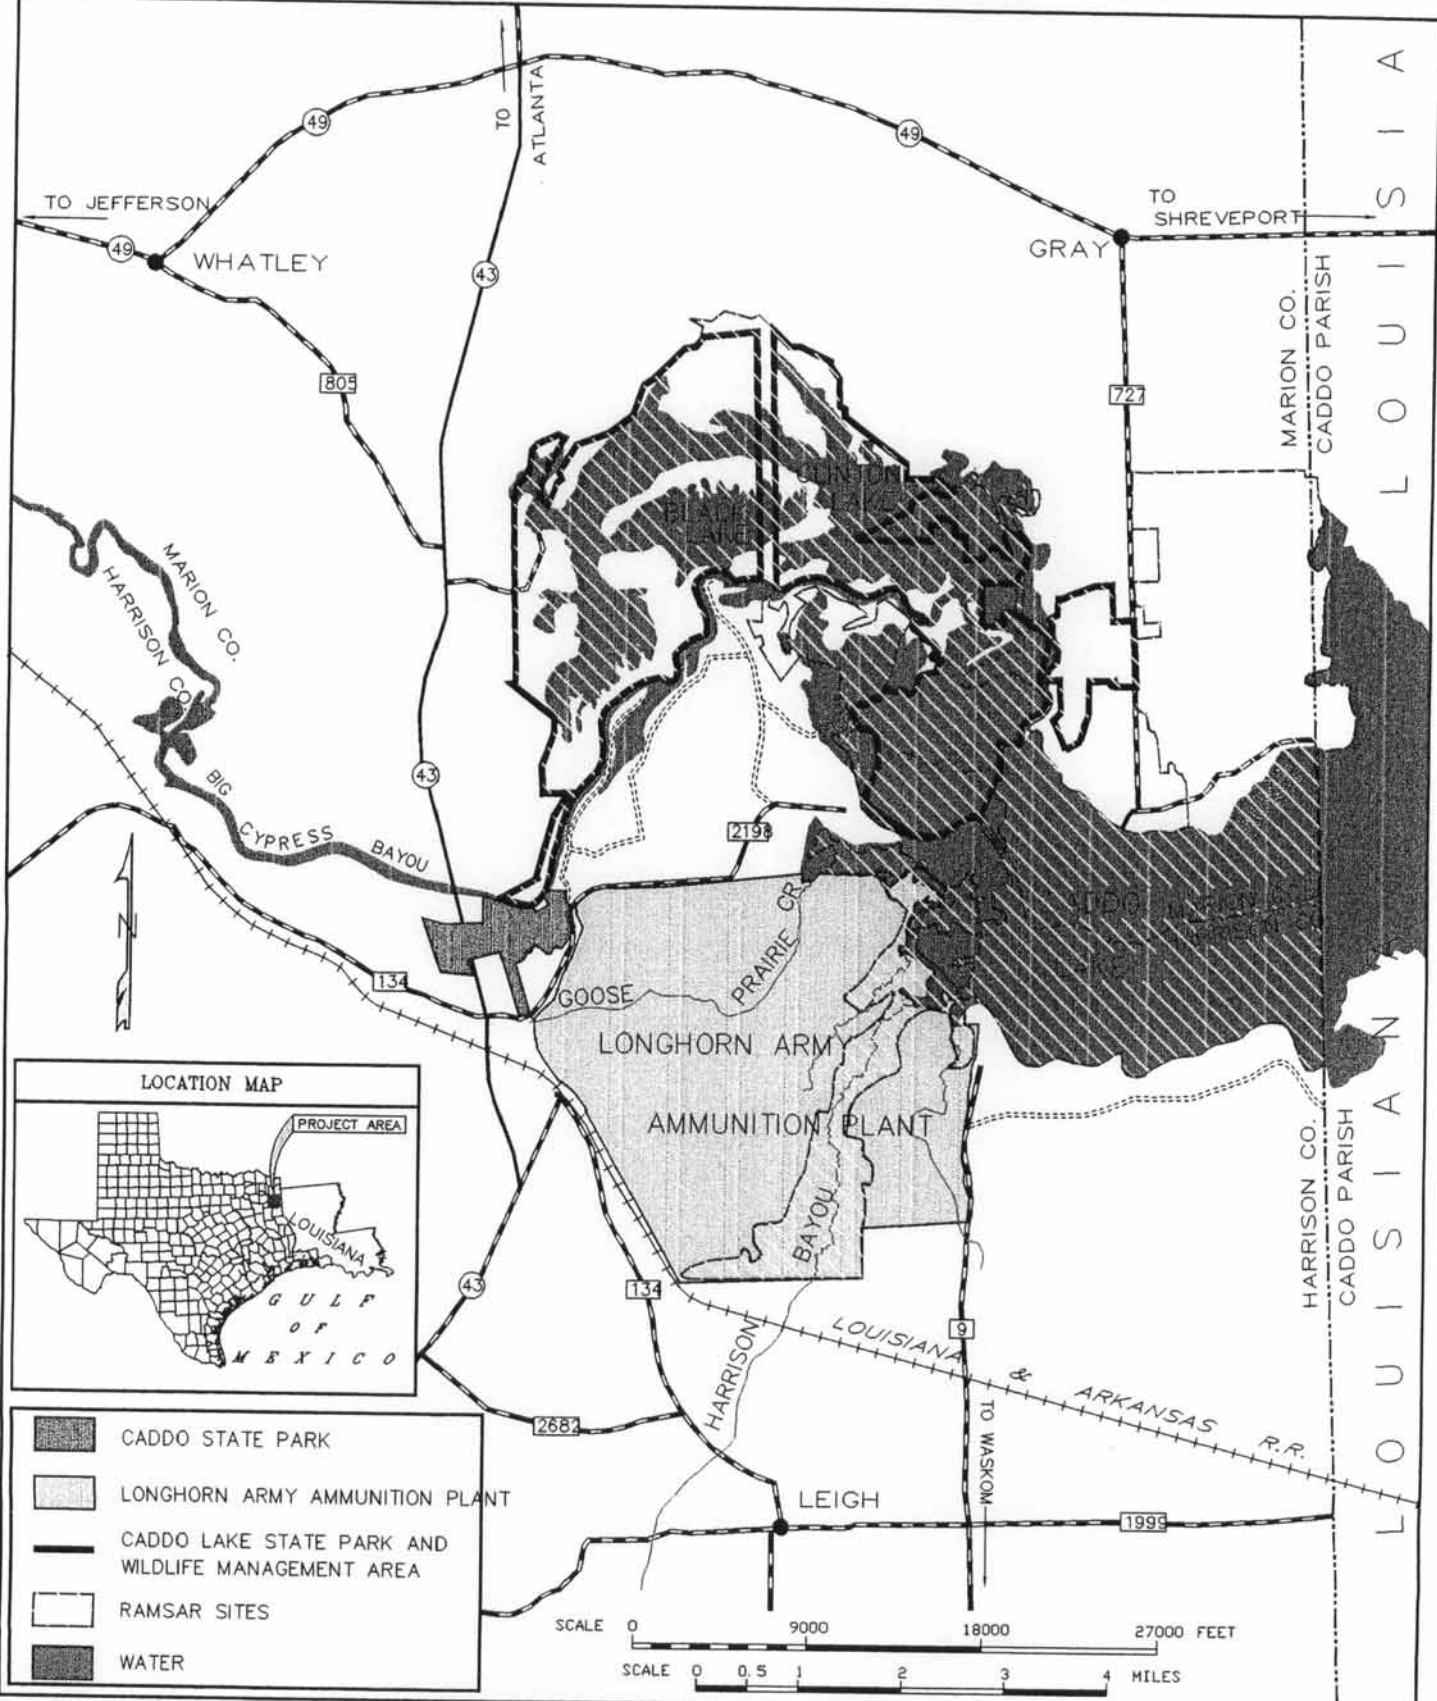 TO
ATLANTA
49
49
TO JEFFERSON
49
WHATLEY
43
TO
SHREVEPORT
GRAY
MARION CO.
CADDO PARISH
LOUISIANA
805
727
CLINTON
LAKE
BLACK
LAKE
MARION CO.
HARRISON CO.
43
BIG
CYPRESS
BAYOU
2198
N
134
GOOSE
PRAIRIE CR.
LONGHORN ARMY
AMMUNITION PLANT
LAKE
BAYOU
HARRISON
HARRISON CO.
CADDO PARISH
LOUISIANA
LOCATION MAP
PROJECT AREA
LOUISIANA
GULF
OF
MEXICO
43
134
9
LOUISIANA & ARKANSAS R.R.
TO WASKOM
2682
LEIGH
1999
CADDO STATE PARK
LONGHORN ARMY AMMUNITION PLANT
CADDO LAKE STATE PARK AND
WILDLIFE MANAGEMENT AREA
RAMSAR SITES
WATER
SCALE 0 9000 18000 27000 FEET
SCALE 0 0.5 1 2 3 4 MILES